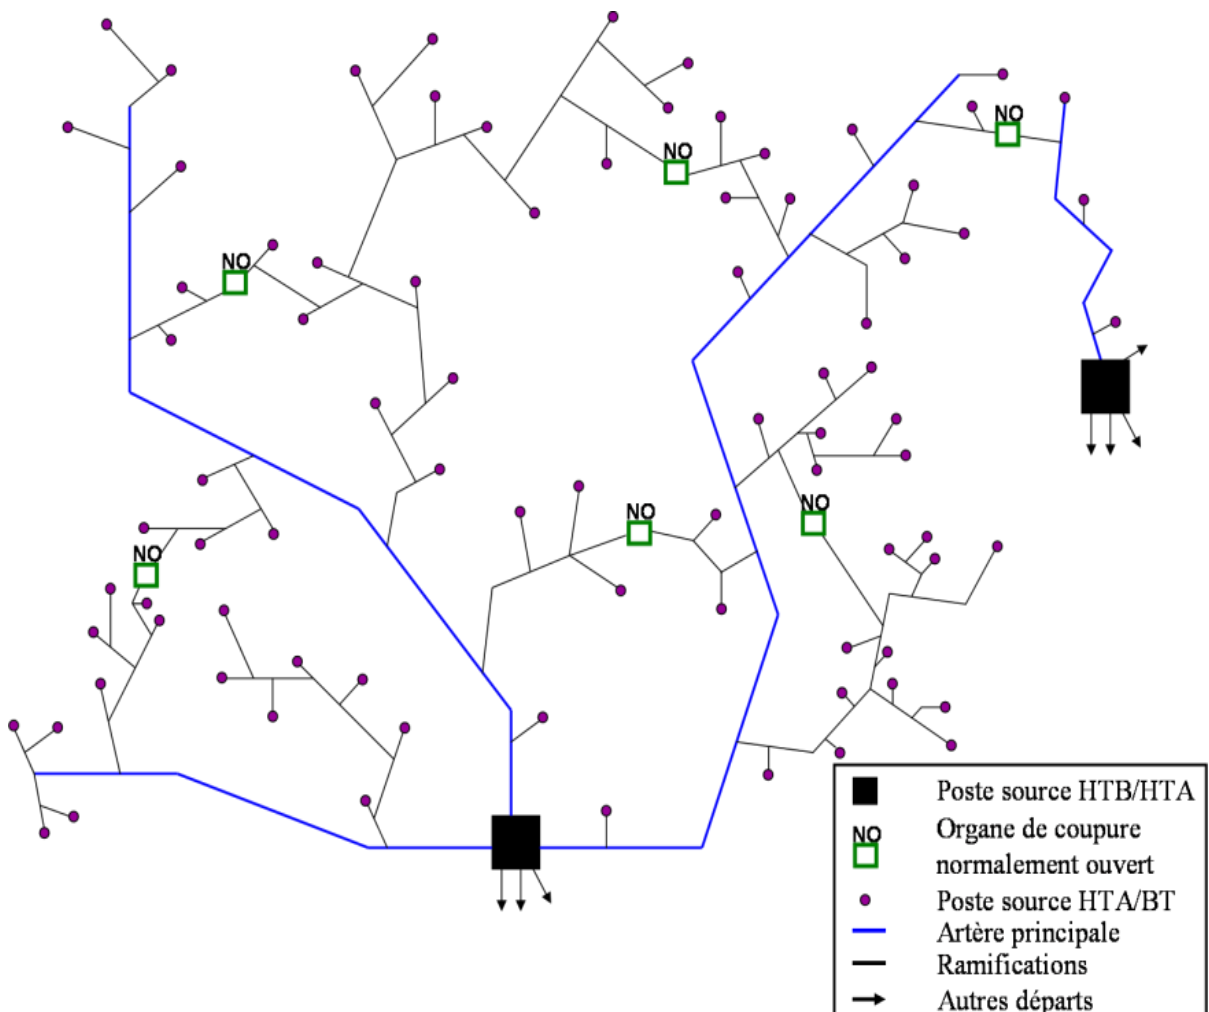 NO
NO
NO
NO
NO
NO
NO
Poste source HTB/HTA
NO
Organe de coupure
normalement ouvert
Poste source HTA/BT
Artère principale
Ramifications
Autres départs